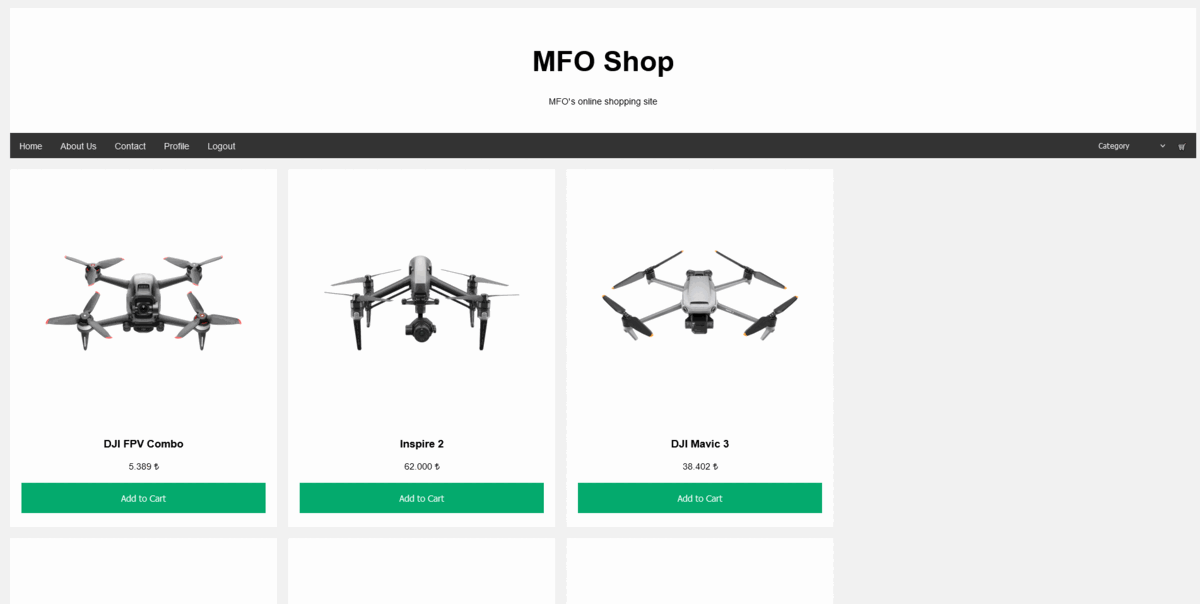 MFO Shop
MFO's online shopping site
Home About Us Contact Profile Logout Category
DJI FPV Combo
5.389 ₺
Add to Cart
Inspire 2
62.000 ₺
Add to Cart
DJI Mavic 3
38.402 ₺
Add to Cart